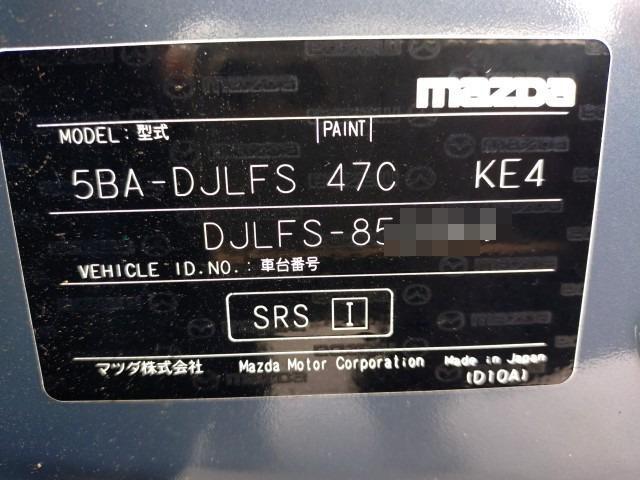 mazda
MODEL: 型式 PAINT
5BA-DJLFS 47C KE4
DJLFS-85
VEHICLE ID.NO.: 車台番号
SRS I
マツダ株式会社 Mazda Motor Corporation Made in Japan
(D10A)